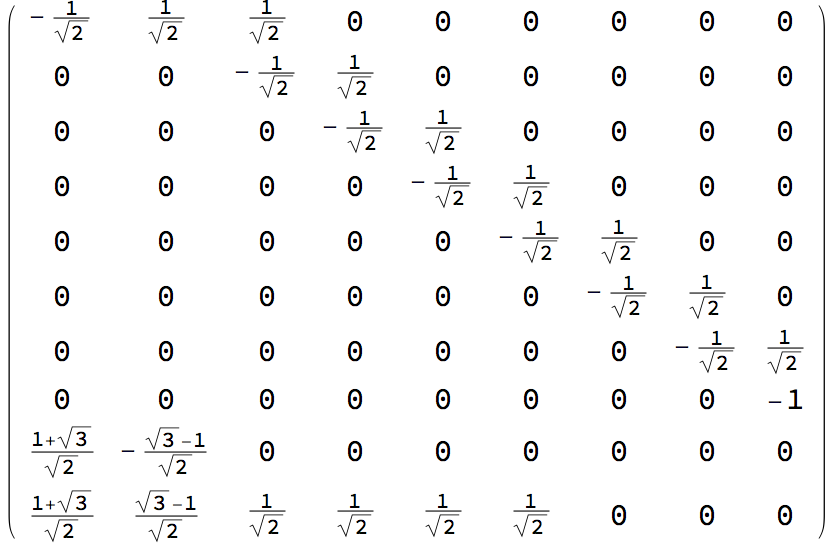 - 1/√2 1/√2 1/√2 0 0 0 0 0 0
0 0 - 1/√2 1/√2 0 0 0 0 0
0 0 0 - 1/√2 1/√2 0 0 0 0
0 0 0 0 - 1/√2 1/√2 0 0 0
0 0 0 0 0 - 1/√2 1/√2 0 0
0 0 0 0 0 0 - 1/√2 1/√2 0
0 0 0 0 0 0 0 - 1/√2 1/√2
0 0 0 0 0 0 0 0 -1
(1+√3)/√2 - (√3-1)/√2 0 0 0 0 0 0 0
(1+√3)/√2 (√3-1)/√2 1/√2 1/√2 1/√2 1/√2 0 0 0